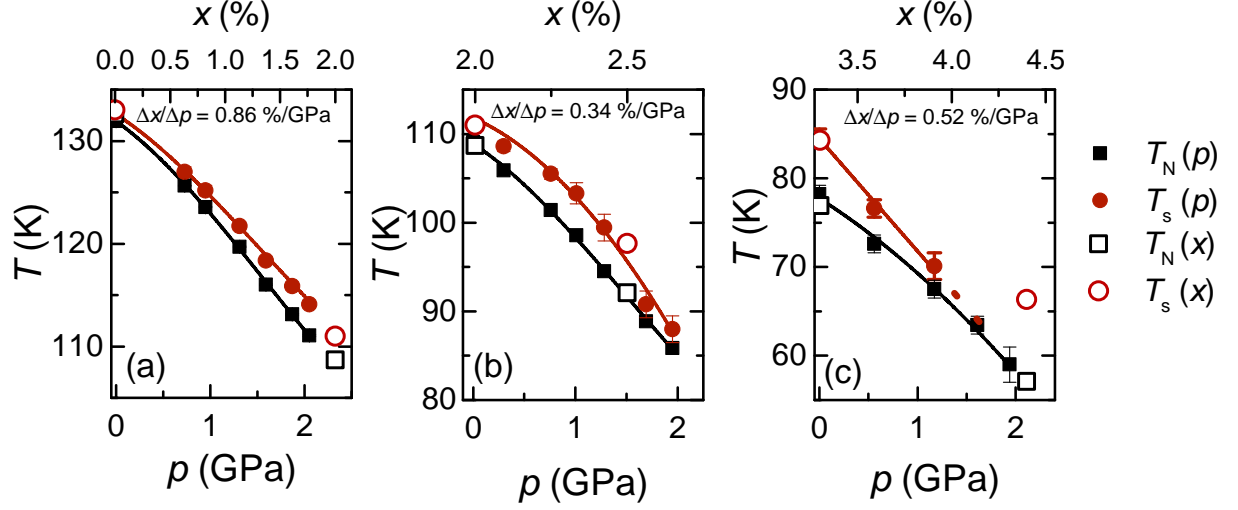 x (%)
x (%)
x (%)
0.0 0.5 1.0 1.5 2.0
2.0 2.5
3.5 4.0 4.5
Δx/Δp = 0.86 %/GPa
Δx/Δp = 0.34 %/GPa
Δx/Δp = 0.52 %/GPa
T (K)
130
120
110
(a)
0 1 2
p (GPa)
T (K)
110
100
90
80
(b)
0 1 2
p (GPa)
T (K)
90
80
70
60
(c)
0 1 2
p (GPa)
T_N (p)
T_s (p)
T_N (x)
T_s (x)